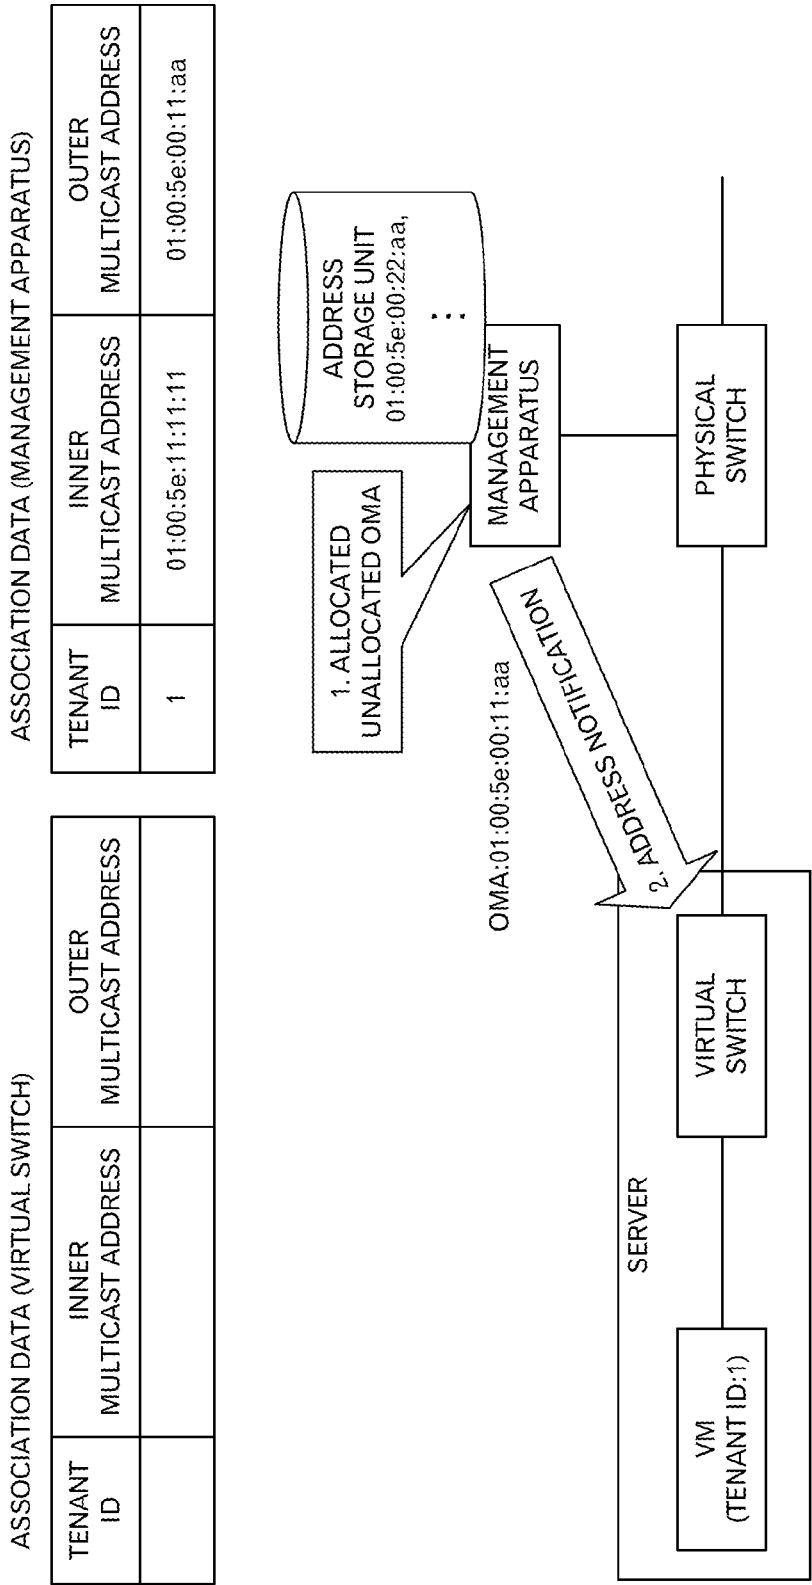 ASSOCIATION DATA (VIRTUAL SWITCH)
TENANT
ID
INNER
MULTICAST ADDRESS
OUTER
MULTICAST ADDRESS
ASSOCIATION DATA (MANAGEMENT APPARATUS)
TENANT
ID
INNER
MULTICAST ADDRESS
OUTER
MULTICAST ADDRESS
1
01:00:5e:11:11:11
01:00:5e:00:11:aa
ADDRESS
STORAGE UNIT
01:00:5e:00:22:aa,
⋮
1. ALLOCATED
UNALLOCATED OMA
MANAGEMENT
APPARATUS
OMA:01:00:5e:00:11:aa
2. ADDRESS NOTIFICATION
SERVER
VM
(TENANT ID:1)
VIRTUAL
SWITCH
PHYSICAL
SWITCH